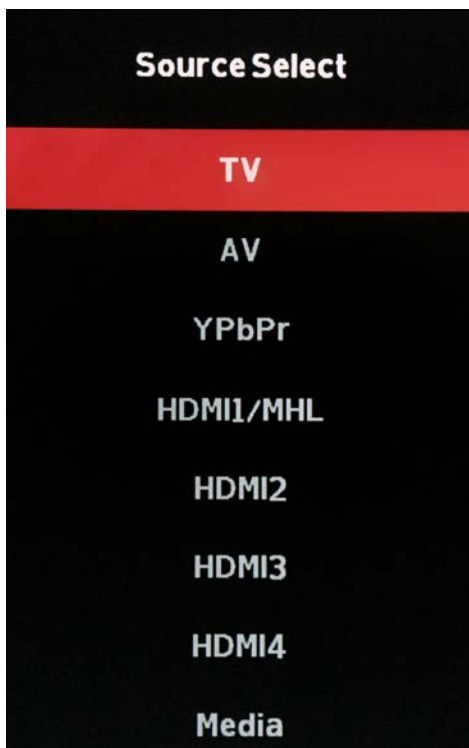 Source Select
TV
AV
YPbPr
HDMI1/MHL
HDMI2
HDMI3
HDMI4
Media